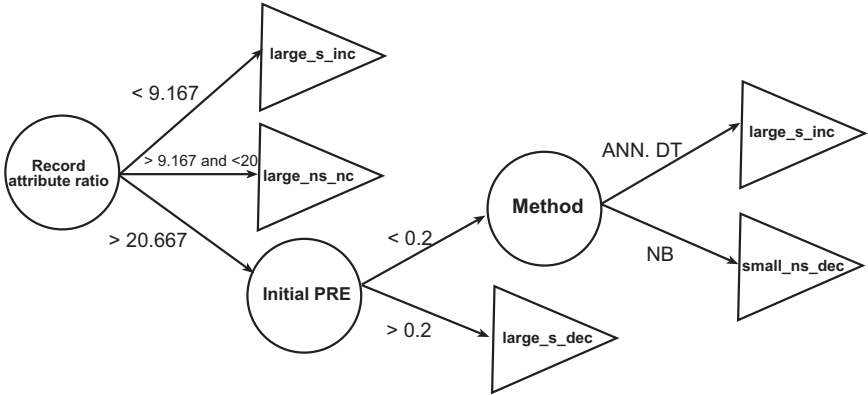 large_s_inc
< 9.167
Record
attribute ratio
> 9.167 and <20
large_ns_nc
> 20.667
Initial PRE
< 0.2
> 0.2
large_s_dec
Method
ANN. DT
large_s_inc
NB
small_ns_dec